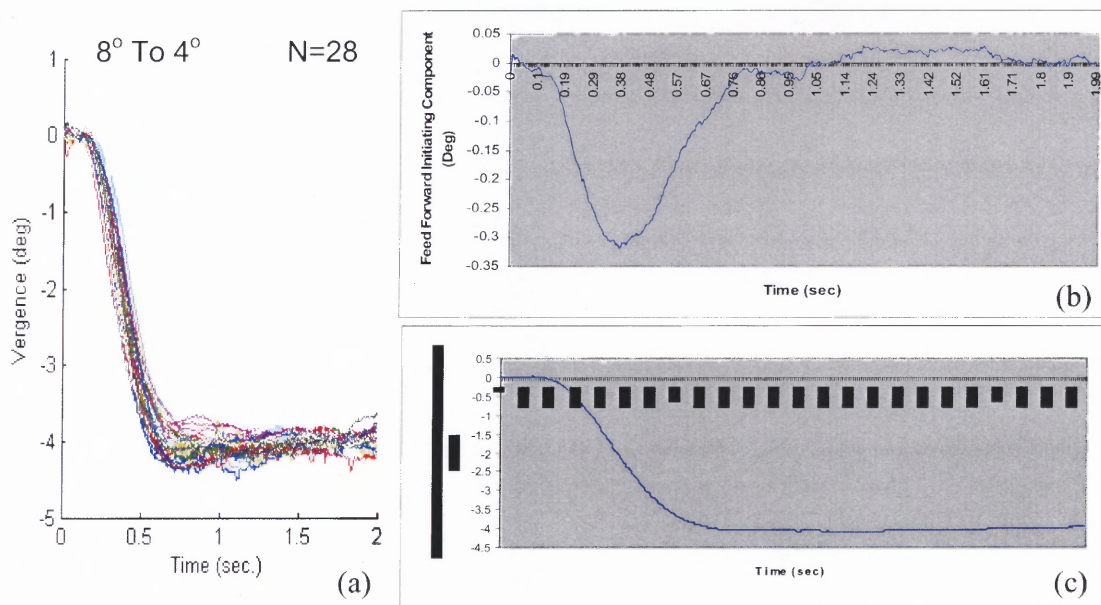 8° To 4° N=28
Vergence (deg)
1
0
-1
-2
-3
-4
-5
0 0.5 1 1.5 2
Time (sec.)
(a)
Feed Forward Initiating Component
(Deg)
0.05
0
-0.05
-0.1
-0.15
-0.2
-0.25
-0.3
-0.35
0 0.1 0.19 0.29 0.38 0.48 0.57 0.67 0.76 0.86 0.95 1.05 1.14 1.24 1.33 1.42 1.52 1.61 1.71 1.8 1.9 1.99
Time (sec)
(b)
0.5
0
-0.5
-1
-1.5
-2
-2.5
-3
-3.5
-4
-4.5
Time (sec)
(c)